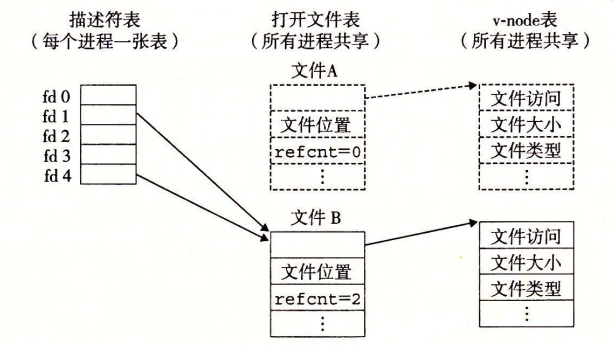 描述符表
（每个进程一张表）
打开文件表
（所有进程共享）
v-node表
（所有进程共享）
fd 0
fd 1
fd 2
fd 3
fd 4
文件A
文件位置
refcnt=0
⋮
文件访问
文件大小
文件类型
⋮
文件 B
文件位置
refcnt=2
⋮
文件访问
文件大小
文件类型
⋮